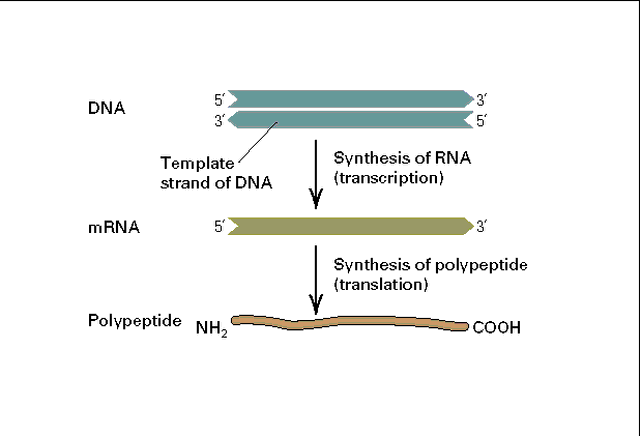 DNA
5′ 3′
3′ 5′
Template
strand of DNA
Synthesis of RNA
(transcription)
mRNA
5′ 3′
Synthesis of polypeptide
(translation)
Polypeptide
NH₂ COOH